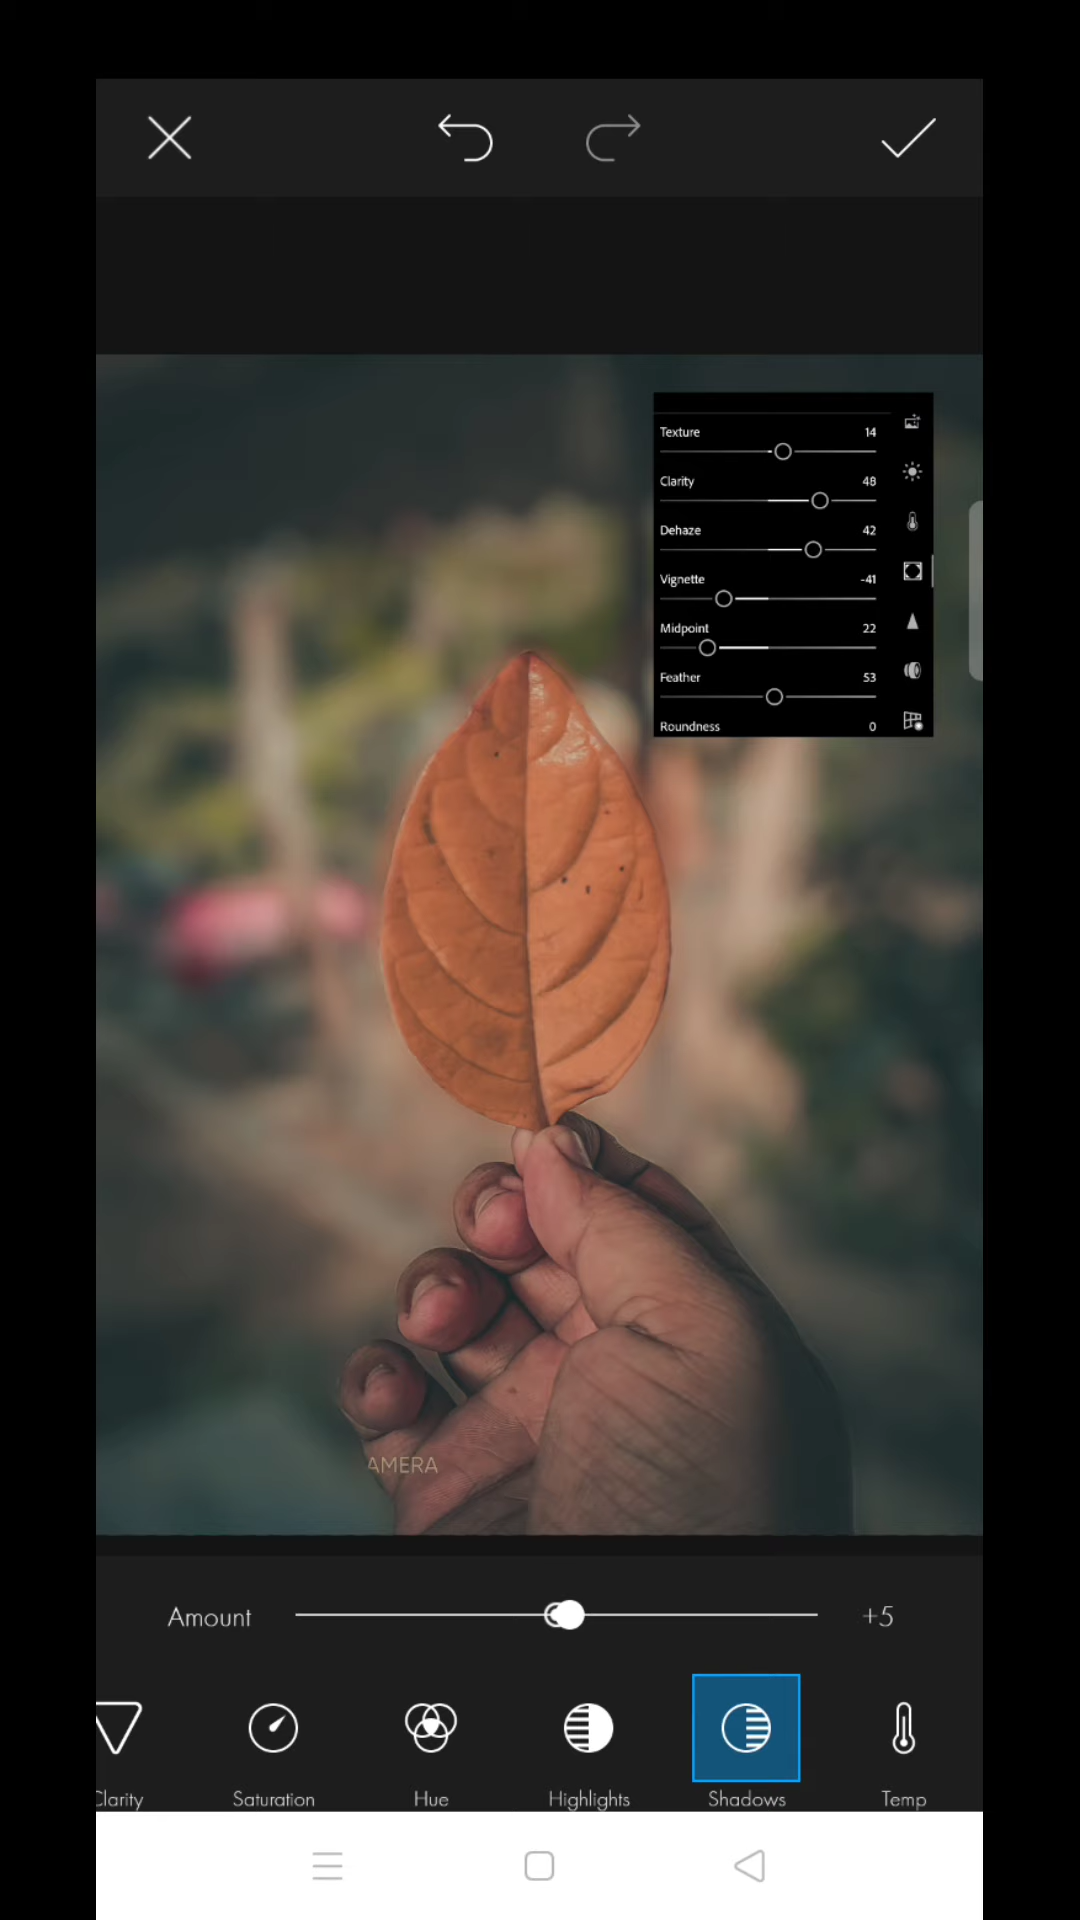 Texture 14
Clarity 48
Dehaze 42
Vignette -41
Midpoint 22
Feather 53
Roundness 0
AMERA
Amount +5
Clarity Saturation Hue Highlights Shadows Temp